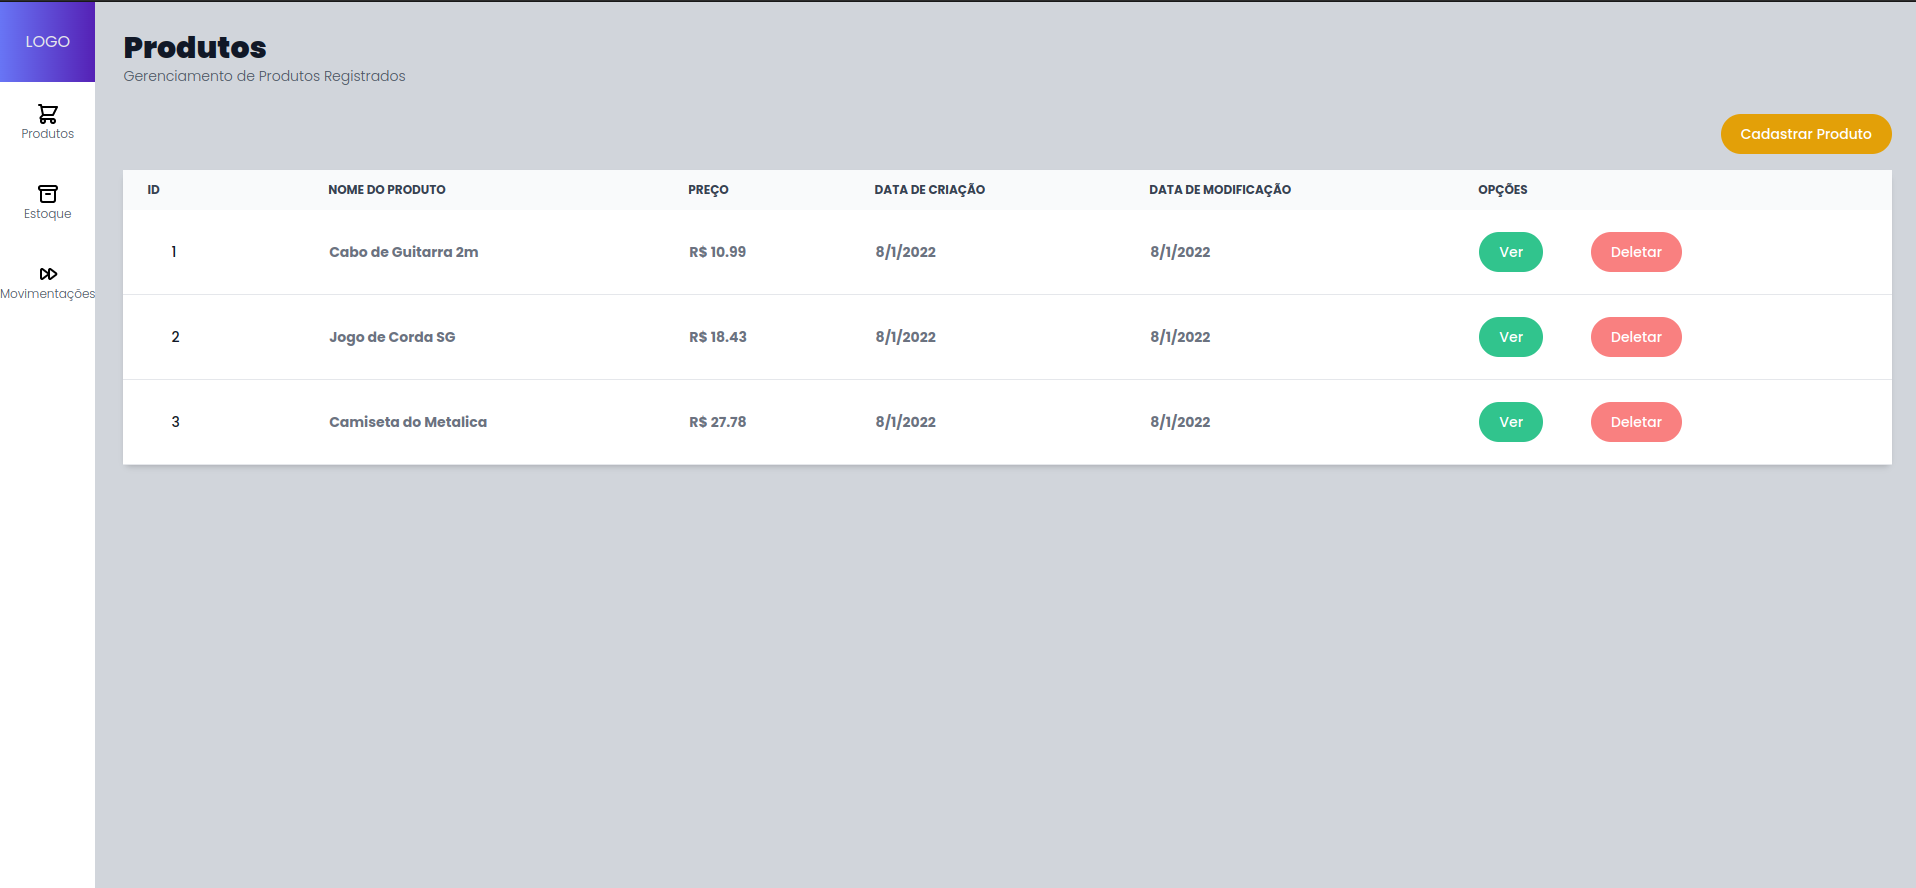 LOGO
Produtos
Estoque
Movimentações
Produtos
Gerenciamento de Produtos Registrados
Cadastrar Produto
ID NOME DO PRODUTO PREÇO DATA DE CRIAÇÃO DATA DE MODIFICAÇÃO OPÇÕES
1 Cabo de Guitarra 2m R$ 10.99 8/1/2022 8/1/2022 Ver Deletar
2 Jogo de Corda SG R$ 18.43 8/1/2022 8/1/2022 Ver Deletar
3 Camiseta do Metalica R$ 27.78 8/1/2022 8/1/2022 Ver Deletar